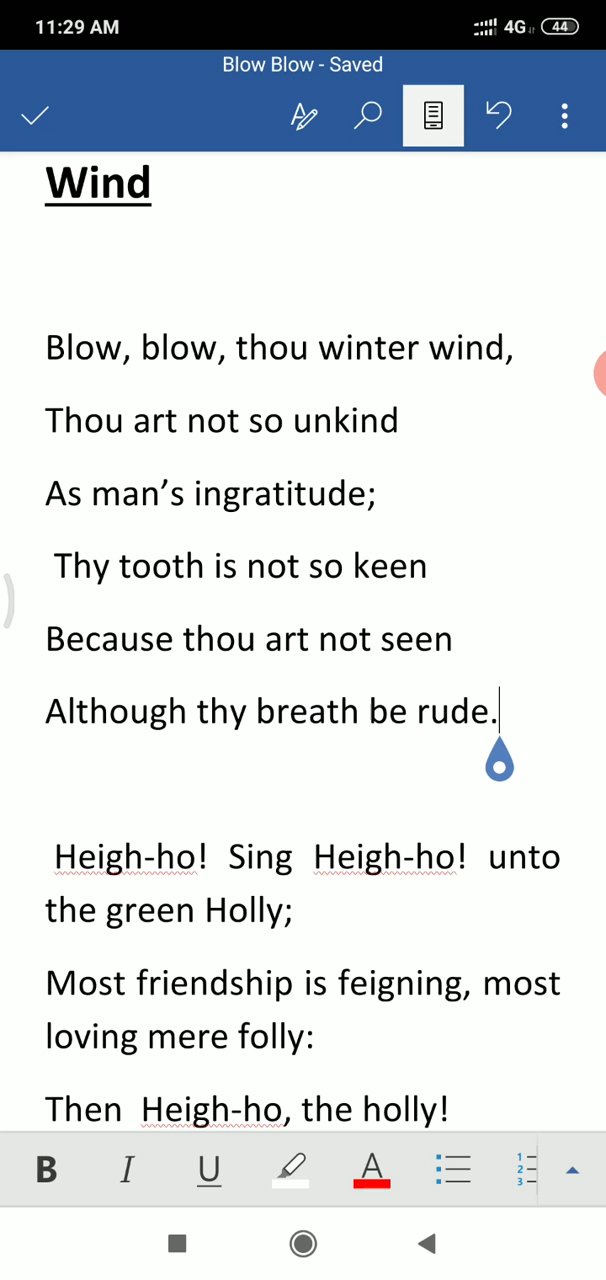 11:29 AM 4G 44
Blow Blow - Saved
Wind
Blow, blow, thou winter wind,
Thou art not so unkind
As man’s ingratitude;
Thy tooth is not so keen
Because thou art not seen
Although thy breath be rude.
Heigh-ho! Sing Heigh-ho! unto
the green Holly;
Most friendship is feigning, most
loving mere folly:
Then Heigh-ho, the holly!
B I U A 1 2 3